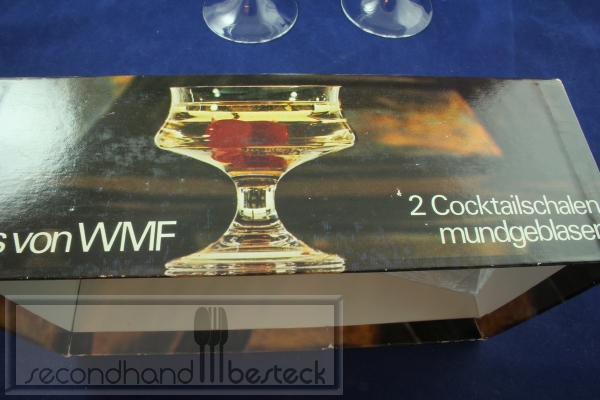 s von WMF
2 Cocktailschalen
mundgeblasen
secondhand besteck